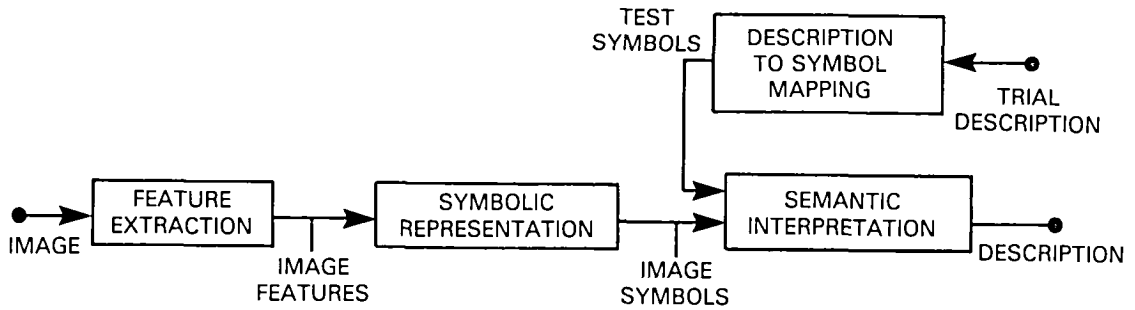 TEST
SYMBOLS
DESCRIPTION
TO SYMBOL
MAPPING
TRIAL
DESCRIPTION
IMAGE
FEATURE
EXTRACTION
IMAGE
FEATURES
SYMBOLIC
REPRESENTATION
IMAGE
SYMBOLS
SEMANTIC
INTERPRETATION
DESCRIPTION